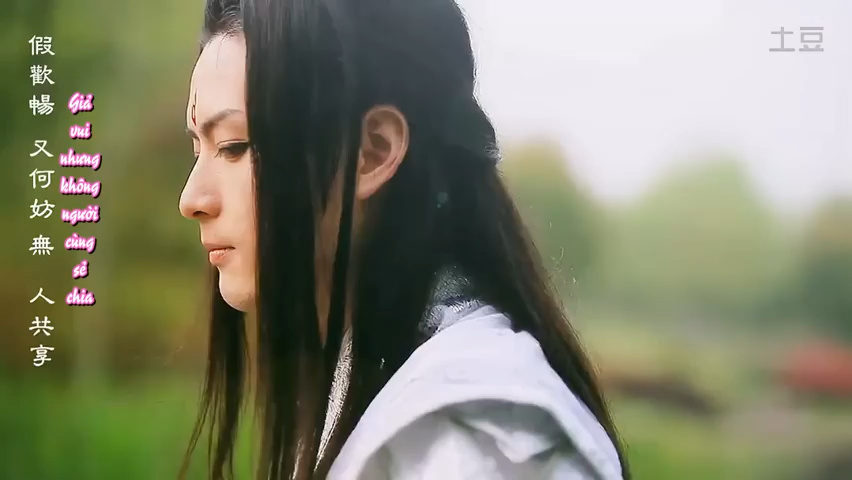 假歡暢 又何妨 無 人共享
Giả
vui
nhưng
không
người
cùng
sẻ
chia
土豆